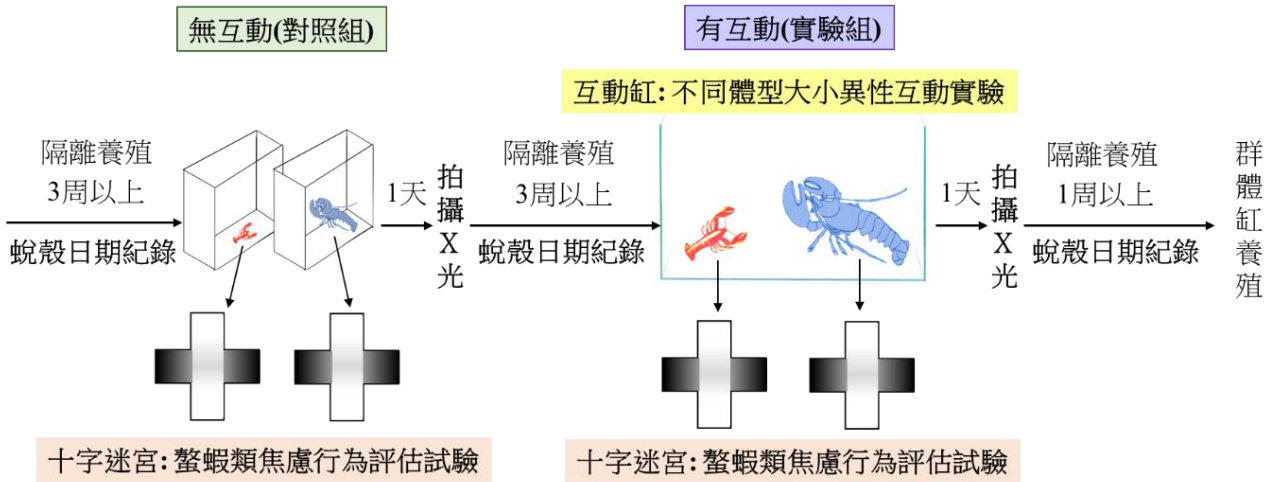 無互動(對照組)
有互動(實驗組)
互動缸:不同體型大小異性互動實驗
隔離養殖
3周以上
蛻殼日期紀錄
1天
拍攝X光
隔離養殖
3周以上
蛻殼日期紀錄
1天
拍攝X光
隔離養殖
1周以上
蛻殼日期紀錄
群體缸養殖
十字迷宮:螯蝦類焦慮行為評估試驗
十字迷宮:螯蝦類焦慮行為評估試驗